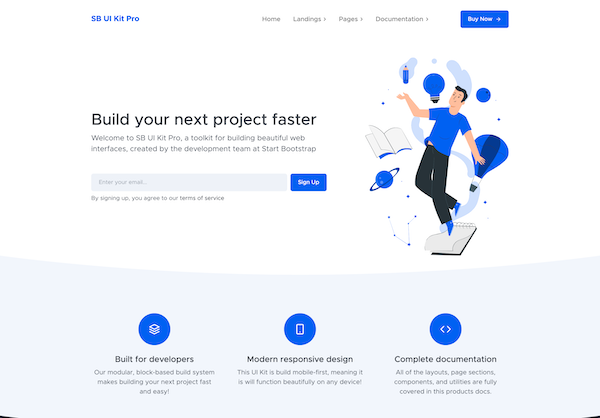 SB UI Kit Pro
Home Landings Pages Documentation Buy Now
Build your next project faster
Welcome to SB UI Kit Pro, a toolkit for building beautiful web
interfaces, created by the development team at Start Bootstrap
Enter your email... Sign Up
By signing up, you agree to our terms of service
Built for developers
Our modular, block-based build system
makes building your next project fast
and easy!
Modern responsive design
This UI Kit is build mobile-first, meaning it
is will function beautifully on any device!
Complete documentation
All of the layouts, page sections,
components, and utilities are fully
covered in this products docs.